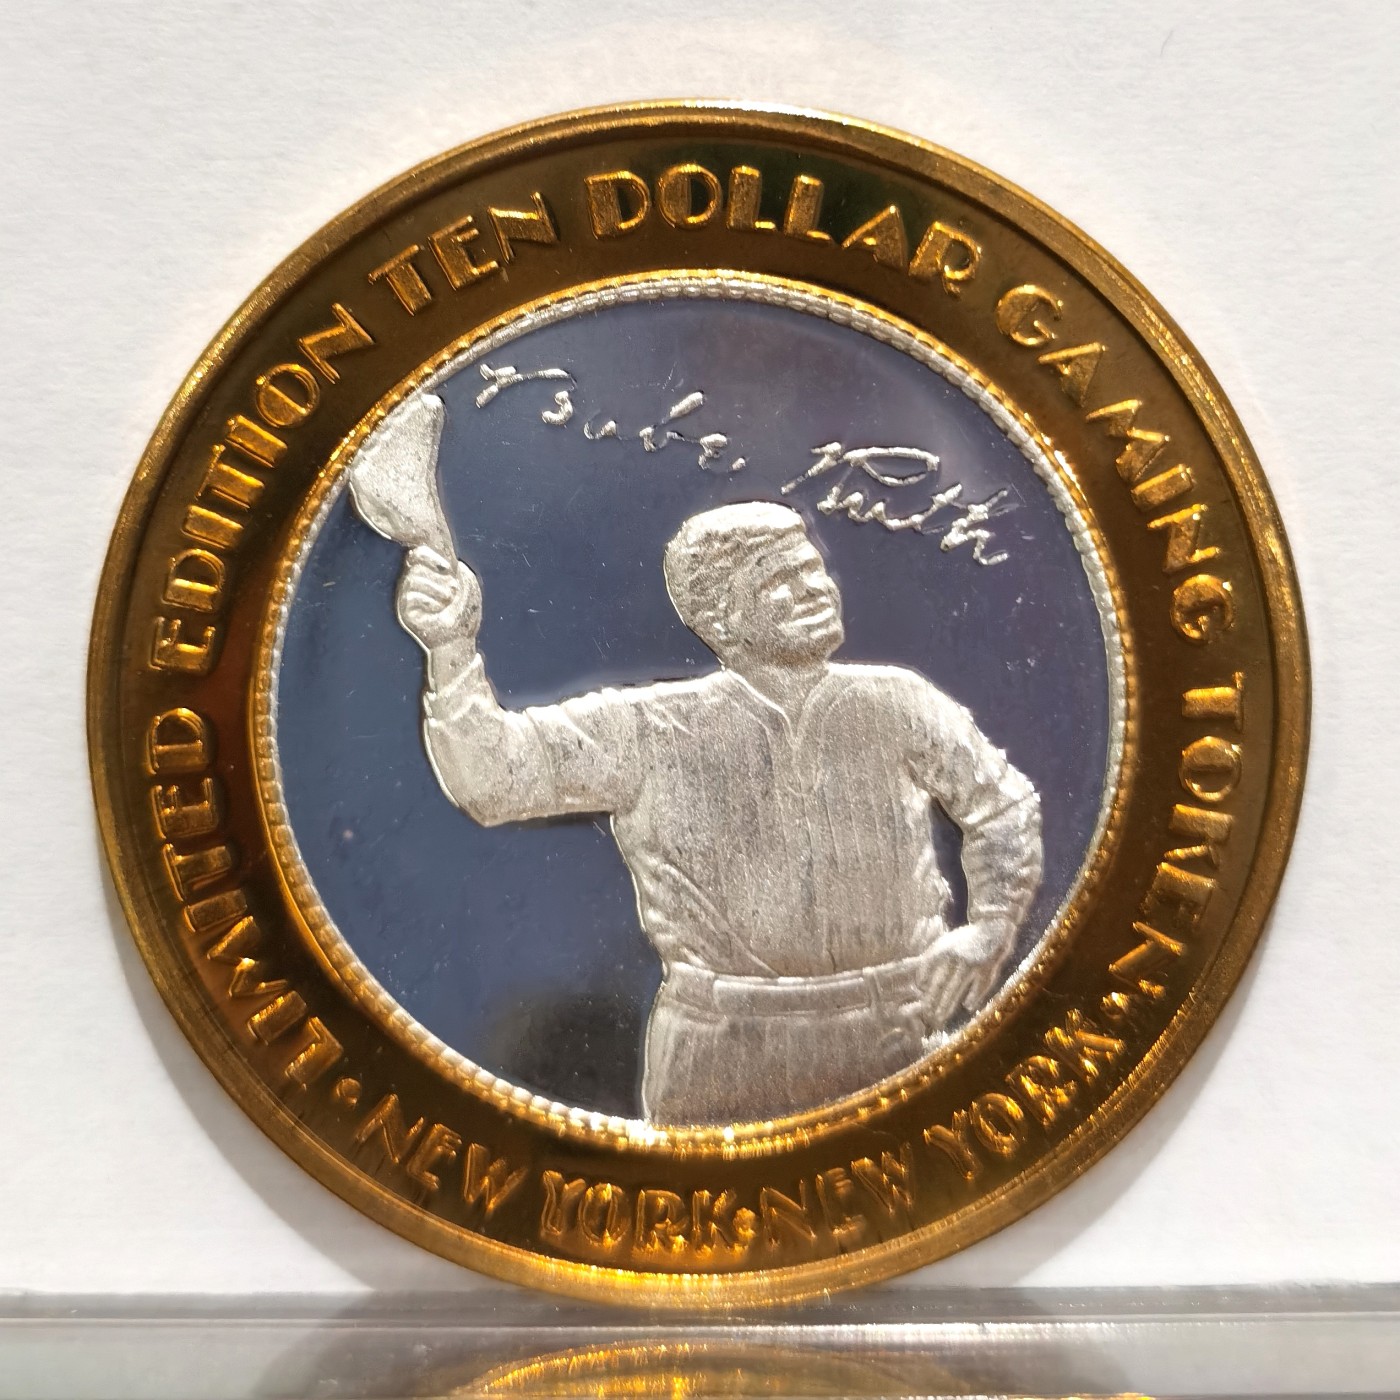 LIMITED EDITION TEN DOLLAR GAMING TOKEN
Babe Ruth
• NEW YORK • NEW YORK •